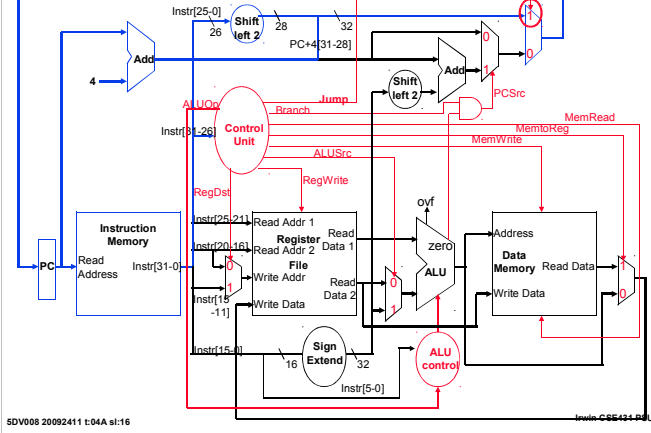 Instr[25-0]
Shift
left 2
26
28
32
1
PC+4[31-28]
0
0
Add
4
Add
Shift
left 2
1
PCSrc
ALUOp
Jump
Branch
MemRead
Instr[31-26]
Control
Unit
MemtoReg
MemWrite
ALUSrc
RegWrite
RegDst
ovf
Instruction
Memory
Instr[25-21]
Read Addr 1
Read
Data 1
Register
File
Instr[20-16]
Read Addr 2
zero
Address
Data
Memory
PC
Read
Address
Instr[31-0]
0
Write Addr
ALU
Read Data
1
1
Read
Data 2
0
Write Data
0
Instr[15
-11]
Write Data
1
Instr[15-0]
Sign
Extend
16
32
ALU
control
Instr[5-0]
5DV008 20092411 t:04A sl:16
Irwin CSE431 PSU